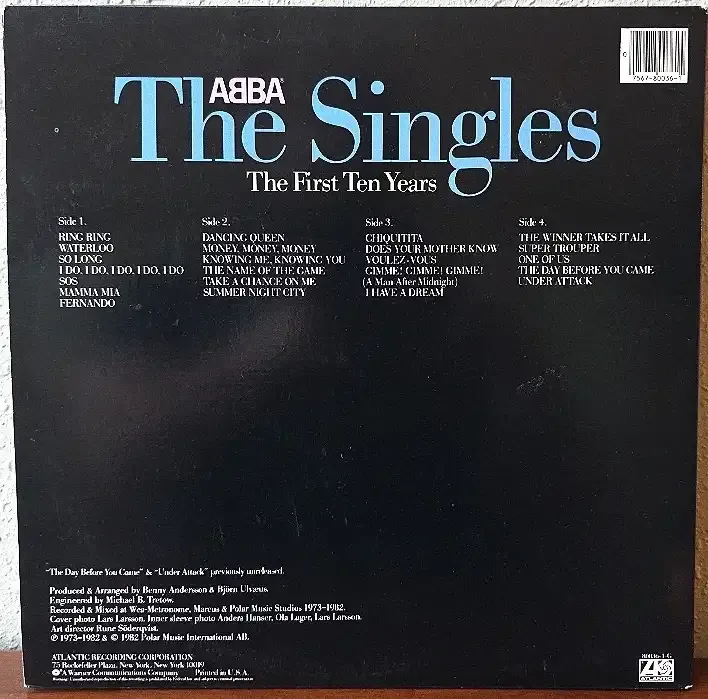 7567-80036-1
ABBA
The Singles
The First Ten Years
Side 1.
RING RING
WATERLOO
SO LONG
I DO, I DO, I DO, I DO, I DO
SOS
MAMMA MIA
FERNANDO
Side 2.
DANCING QUEEN
MONEY, MONEY, MONEY
KNOWING ME, KNOWING YOU
THE NAME OF THE GAME
TAKE A CHANCE ON ME
SUMMER NIGHT CITY
Side 3.
CHIQUITITA
DOES YOUR MOTHER KNOW
VOULEZ-VOUS
GIMME! GIMME! GIMME!
(A Man After Midnight)
I HAVE A DREAM
Side 4.
THE WINNER TAKES IT ALL
SUPER TROUPER
ONE OF US
THE DAY BEFORE YOU CAME
UNDER ATTACK
"The Day Before You Came" & "Under Attack" previously unreleased.
Produced & Arranged by Benny Andersson & Björn Ulvaeus.
Engineered by Michael B. Tretow.
Recorded & Mixed at Wea-Metronome, Marcus & Polar Music Studios 1973-1982.
Cover photo Lars Larsson. Inner sleeve photo Anders Hanser, Ola Lager, Lars Larsson.
Art director Rune Söderqvist.
℗ 1973-1982 & © 1982 Polar Music International AB.
ATLANTIC RECORDING CORPORATION
75 Rockefeller Plaza, New York, New York 10019
A Warner Communications Company Printed in U.S.A.
80036-1-G
ATLANTIC